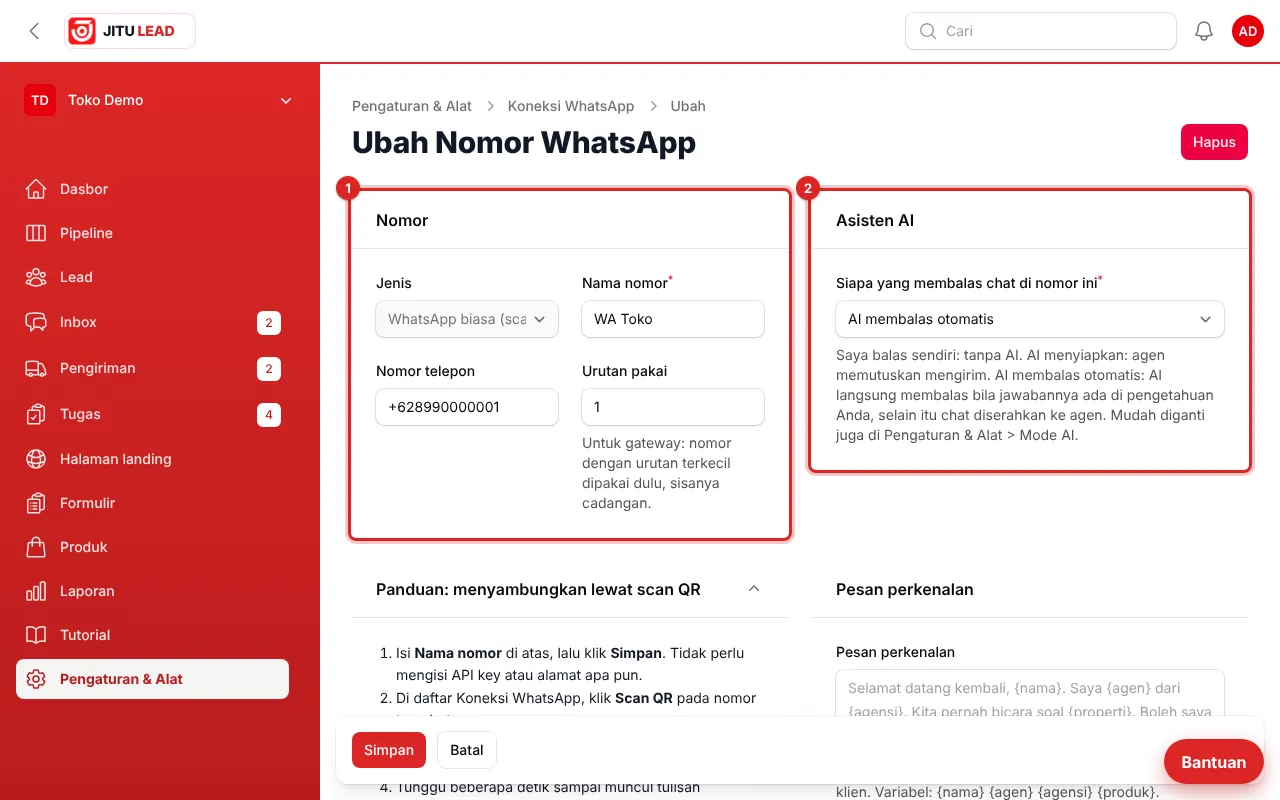 JITU LEAD
Cari
AD
TD
Toko Demo
Dasbor
Pipeline
Lead
Inbox
2
Pengiriman
2
Tugas
4
Halaman landing
Formulir
Produk
Laporan
Tutorial
Pengaturan & Alat
Pengaturan & Alat > Koneksi WhatsApp > Ubah
Ubah Nomor WhatsApp
Hapus
1
Nomor
Jenis
WhatsApp biasa (sca
Nama nomor*
WA Toko
Nomor telepon
+628990000001
Urutan pakai
1
Untuk gateway: nomor
dengan urutan terkecil
dipakai dulu, sisanya
cadangan.
2
Asisten AI
Siapa yang membalas chat di nomor ini*
AI membalas otomatis
Saya balas sendiri: tanpa AI. AI menyiapkan: agen
memutuskan mengirim. AI membalas otomatis: AI
langsung membalas bila jawabannya ada di pengetahuan
Anda, selain itu chat diserahkan ke agen. Mudah diganti
juga di Pengaturan & Alat > Mode AI.
Panduan: menyambungkan lewat scan QR
1. Isi Nama nomor di atas, lalu klik Simpan. Tidak perlu
mengisi API key atau alamat apa pun.
2. Di daftar Koneksi WhatsApp, klik Scan QR pada nomor
4. Tunggu beberapa detik sampai muncul tulisan
Pesan perkenalan
Pesan perkenalan
Selamat datang kembali, {nama}. Saya {agen} dari
{agensi}. Kita pernah bicara soal {properti}. Boleh saya
klien. Variabel: {nama} {agen} {agensi} {produk}.
Simpan
Batal
Bantuan